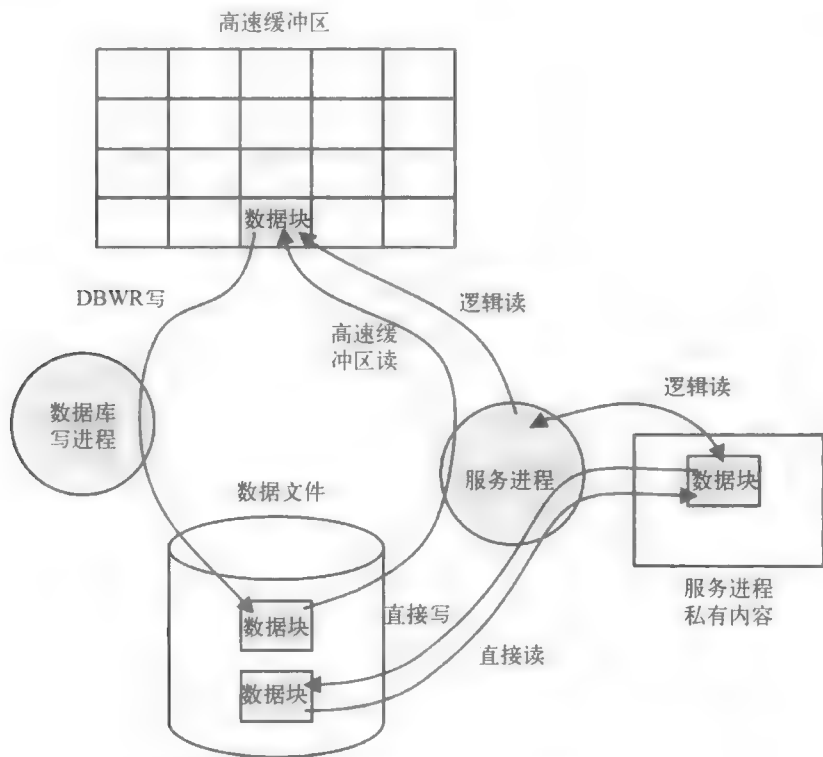 高速缓冲区
数据块
DBWR写
逻辑读
高速缓
冲区读
逻辑读
数据库
写进程
服务进程
数据块
数据文件
服务进程
私有内容
数据块
直接写
直接读
数据块